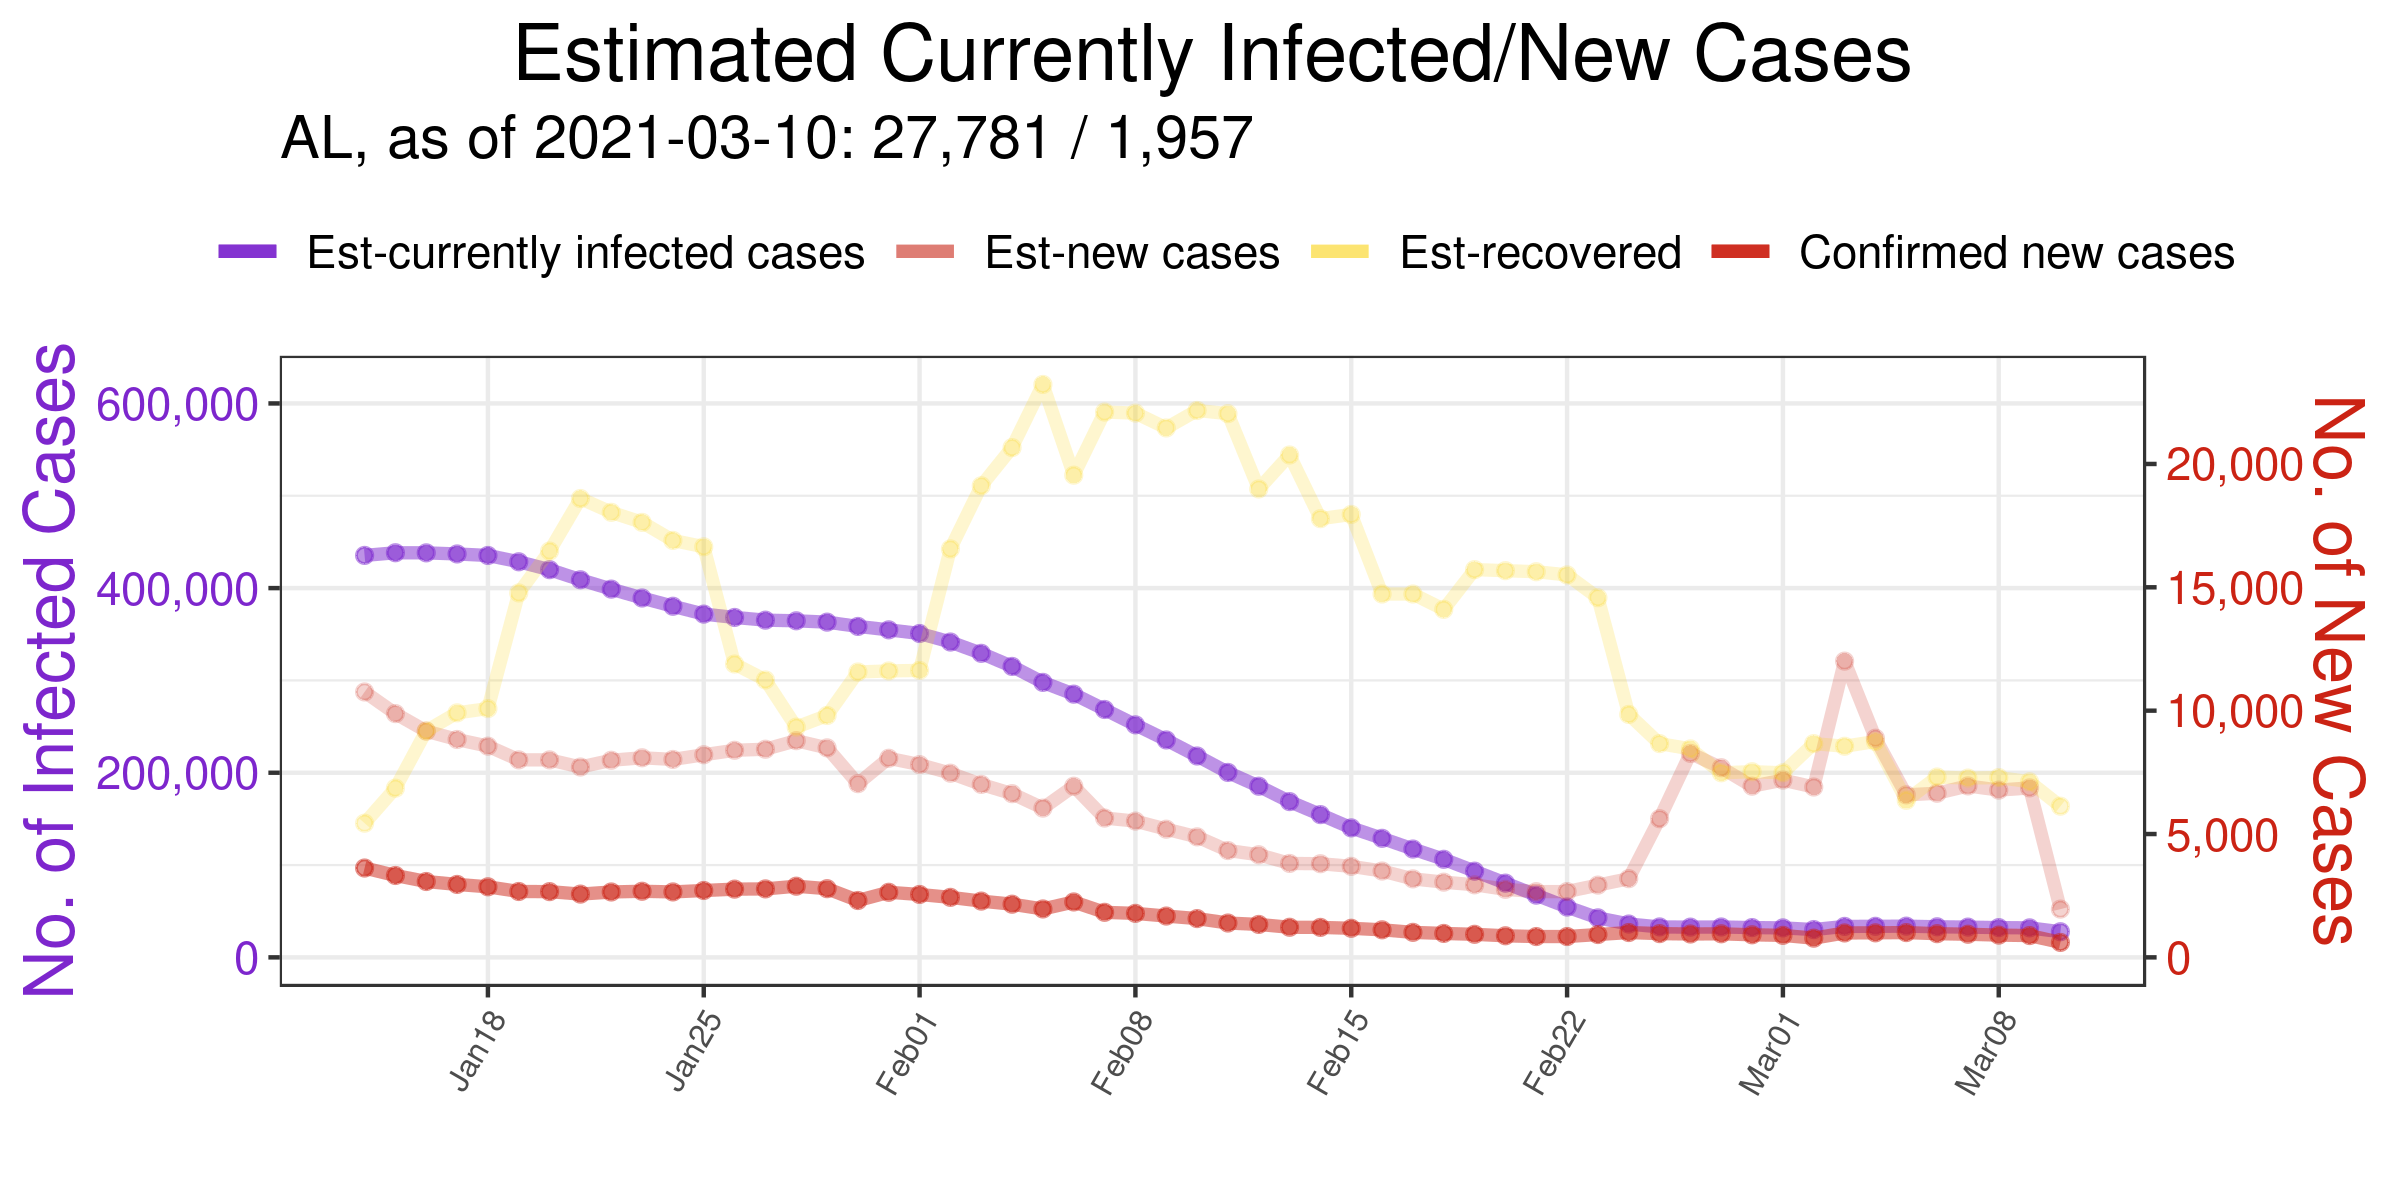 Estimated Currently Infected/New Cases
AL, as of 2021-03-10: 27,781 / 1,957
Est-currently infected cases Est-new cases Est-recovered Confirmed new cases
No. of Infected Cases
600,000
400,000
200,000
0
20,000
15,000
10,000
5,000
0
No. of New Cases
Jan18 Jan25 Feb01 Feb08 Feb15 Feb22 Mar01 Mar08